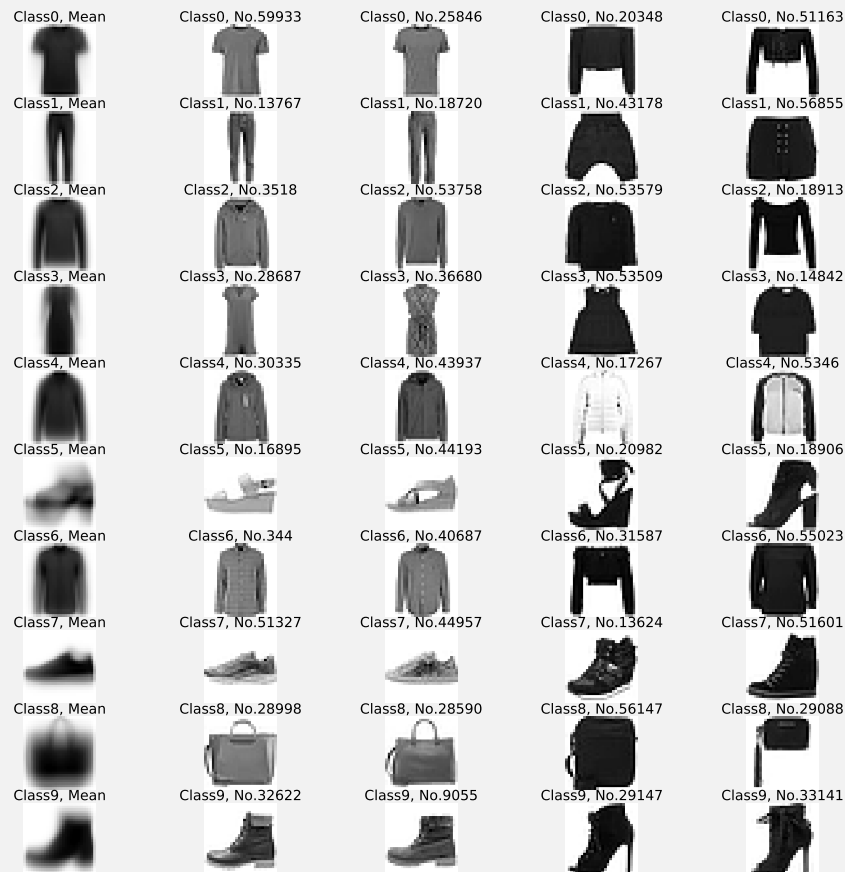 Class0, Mean Class0, No.59933 Class0, No.25846 Class0, No.20348 Class0, No.51163
Class1, Mean Class1, No.13767 Class1, No.18720 Class1, No.43178 Class1, No.56855
Class2, Mean Class2, No.3518 Class2, No.53758 Class2, No.53579 Class2, No.18913
Class3, Mean Class3, No.28687 Class3, No.36680 Class3, No.53509 Class3, No.14842
Class4, Mean Class4, No.30335 Class4, No.43937 Class4, No.17267 Class4, No.5346
Class5, Mean Class5, No.16895 Class5, No.44193 Class5, No.20982 Class5, No.18906
Class6, Mean Class6, No.344 Class6, No.40687 Class6, No.31587 Class6, No.55023
Class7, Mean Class7, No.51327 Class7, No.44957 Class7, No.13624 Class7, No.51601
Class8, Mean Class8, No.28998 Class8, No.28590 Class8, No.56147 Class8, No.29088
Class9, Mean Class9, No.32622 Class9, No.9055 Class9, No.29147 Class9, No.33141